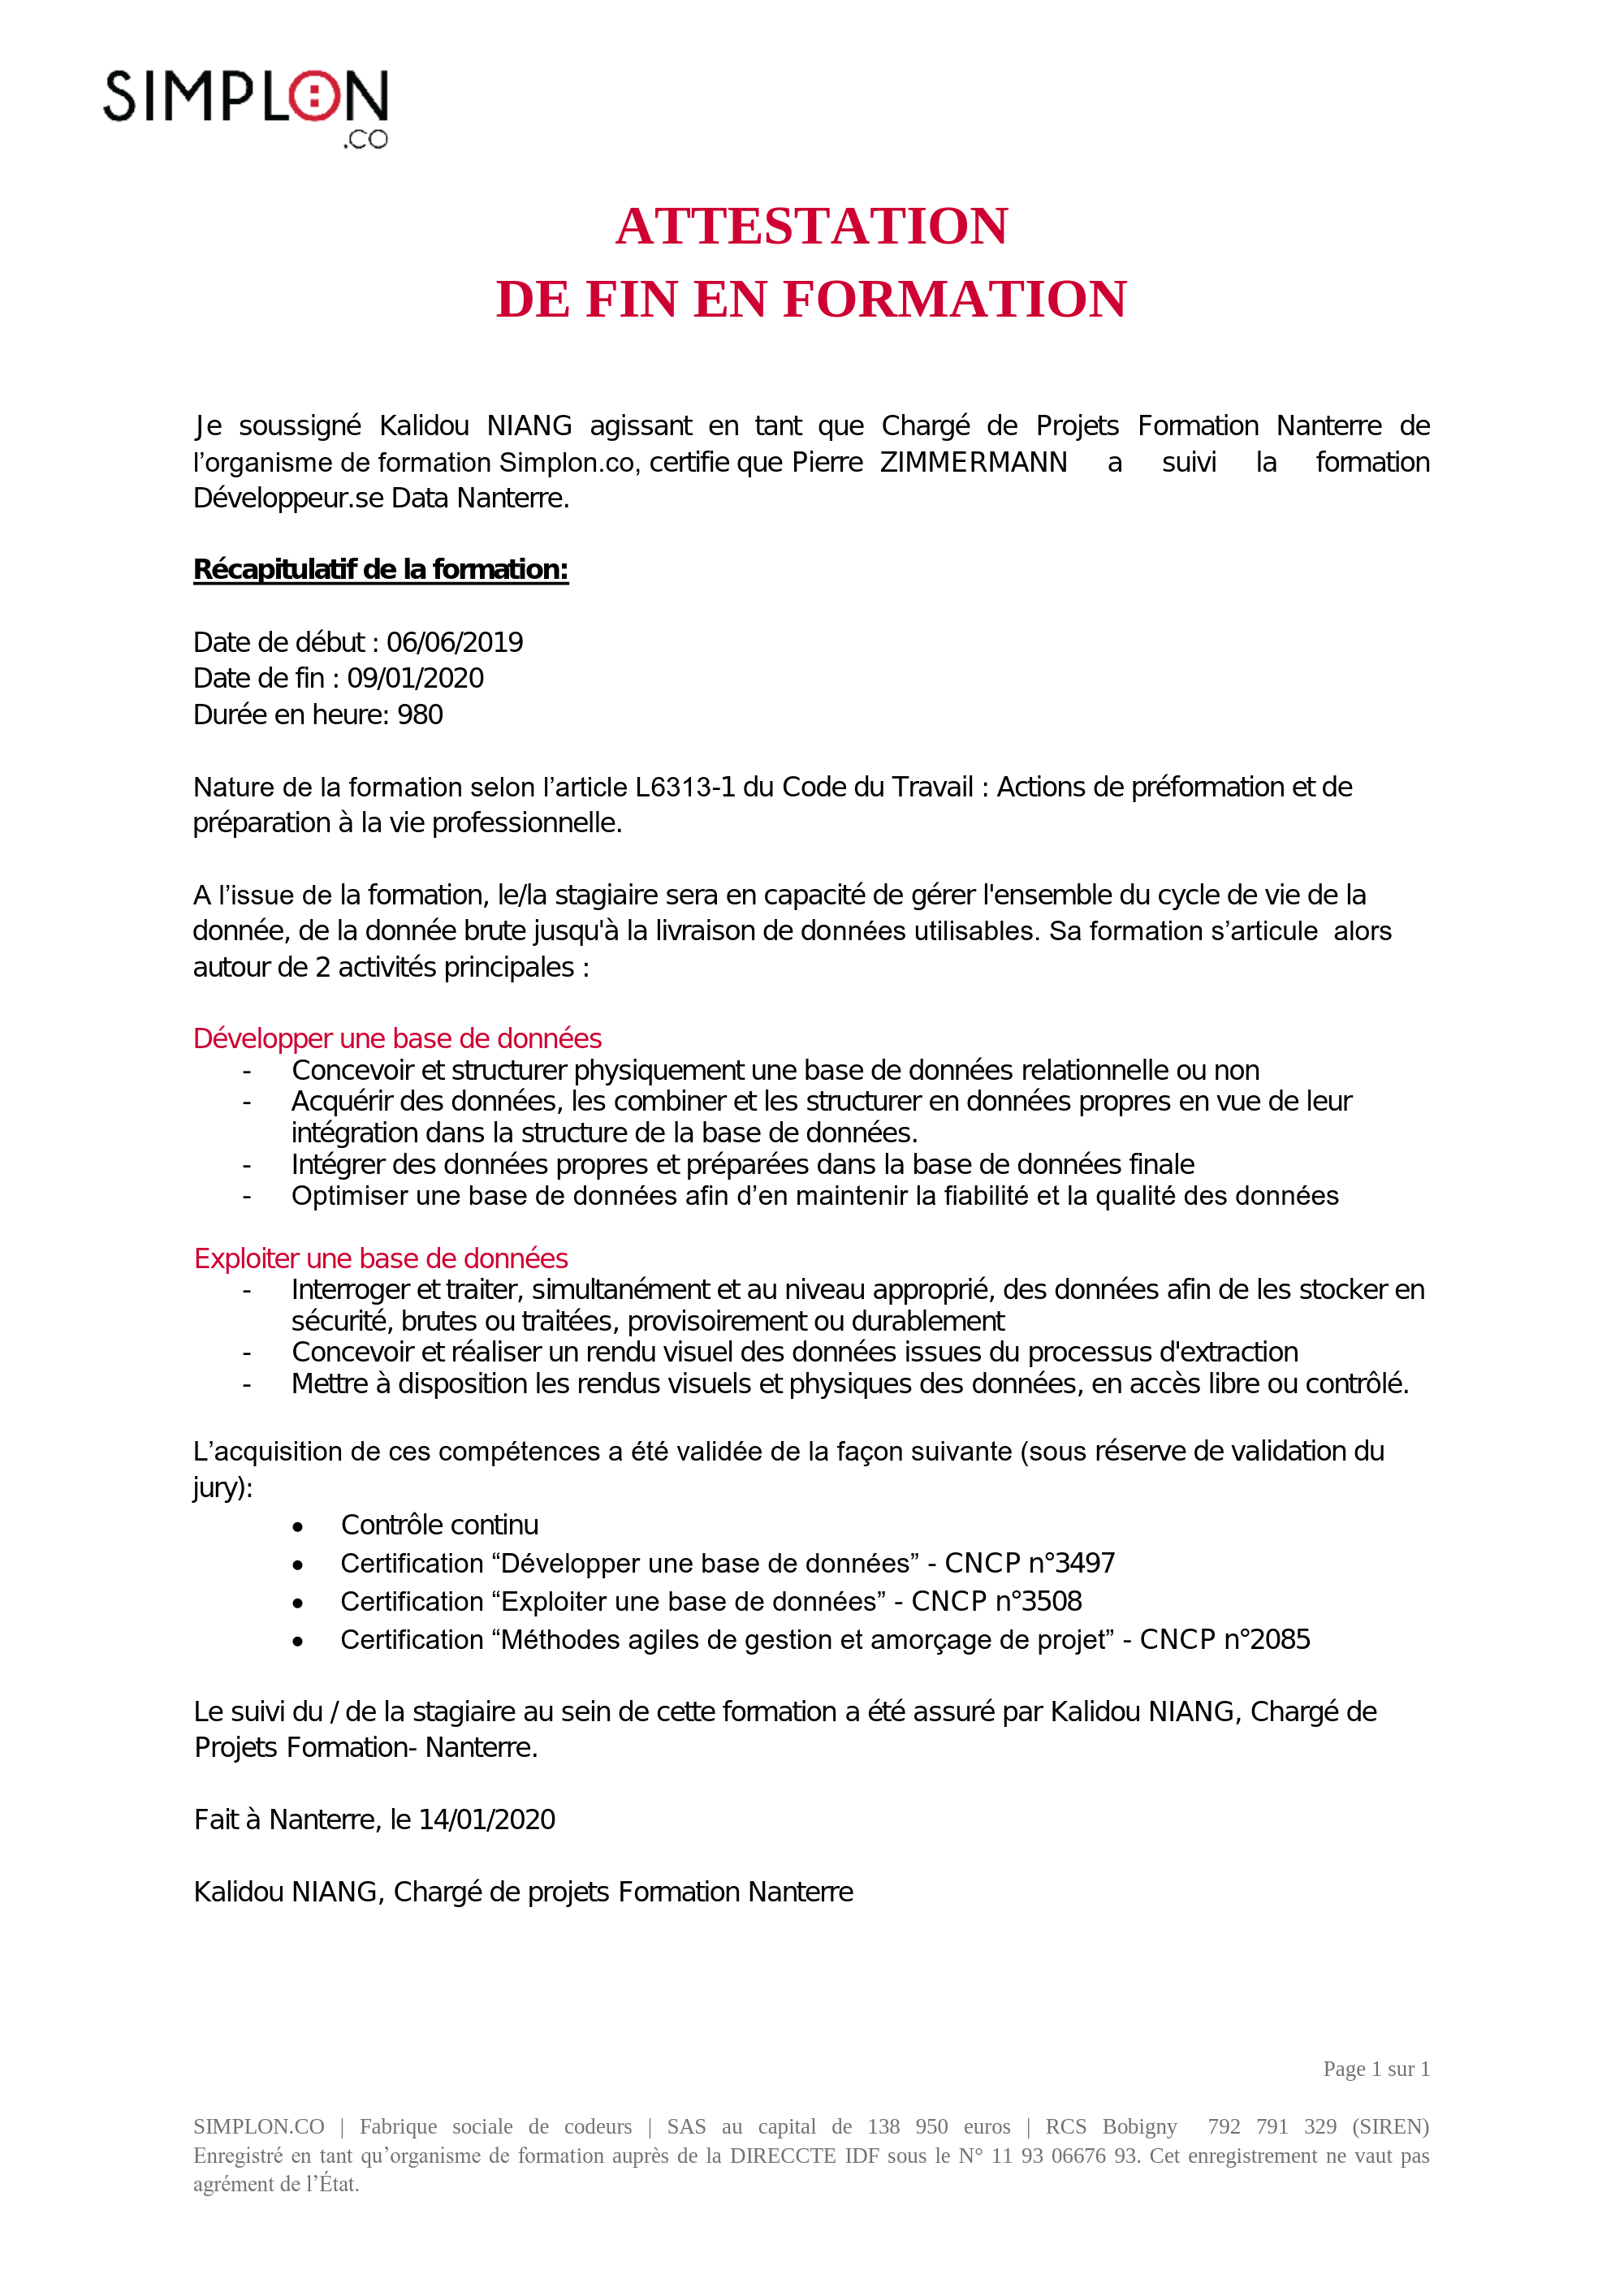 SIMPLON
.CO
ATTESTATION
DE FIN EN FORMATION
Je soussigné Kalidou NIANG agissant en tant que Chargé de Projets Formation Nanterre de
l’organisme de formation Simplon.co, certifie que Pierre ZIMMERMANN a suivi la formation
Développeur.se Data Nanterre.
Récapitulatif de la formation:
Date de début : 06/06/2019
Date de fin : 09/01/2020
Durée en heure: 980
Nature de la formation selon l’article L6313-1 du Code du Travail : Actions de préformation et de
préparation à la vie professionnelle.
A l’issue de la formation, le/la stagiaire sera en capacité de gérer l'ensemble du cycle de vie de la
donnée, de la donnée brute jusqu'à la livraison de données utilisables. Sa formation s’articule alors
autour de 2 activités principales :
Développer une base de données
- Concevoir et structurer physiquement une base de données relationnelle ou non
- Acquérir des données, les combiner et les structurer en données propres en vue de leur
intégration dans la structure de la base de données.
- Intégrer des données propres et préparées dans la base de données finale
- Optimiser une base de données afin d’en maintenir la fiabilité et la qualité des données
Exploiter une base de données
- Interroger et traiter, simultanément et au niveau approprié, des données afin de les stocker en
sécurité, brutes ou traitées, provisoirement ou durablement
- Concevoir et réaliser un rendu visuel des données issues du processus d'extraction
- Mettre à disposition les rendus visuels et physiques des données, en accès libre ou contrôlé.
L’acquisition de ces compétences a été validée de la façon suivante (sous réserve de validation du
jury):
• Contrôle continu
• Certification “Développer une base de données” - CNCP n°3497
• Certification “Exploiter une base de données” - CNCP n°3508
• Certification “Méthodes agiles de gestion et amorçage de projet” - CNCP n°2085
Le suivi du / de la stagiaire au sein de cette formation a été assuré par Kalidou NIANG, Chargé de
Projets Formation- Nanterre.
Fait à Nanterre, le 14/01/2020
Kalidou NIANG, Chargé de projets Formation Nanterre
Page 1 sur 1
SIMPLON.CO | Fabrique sociale de codeurs | SAS au capital de 138 950 euros | RCS Bobigny 792 791 329 (SIREN)
Enregistré en tant qu’organisme de formation auprès de la DIRECCTE IDF sous le N° 11 93 06676 93. Cet enregistrement ne vaut pas
agrément de l’État.